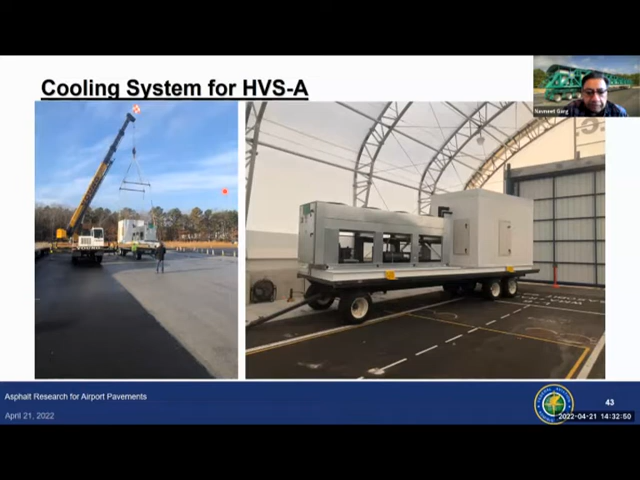 Cooling System for HVS-A
Navneet Garg
Asphalt Research for Airport Pavements
April 21, 2022
43
2022-04-21 14:32:50